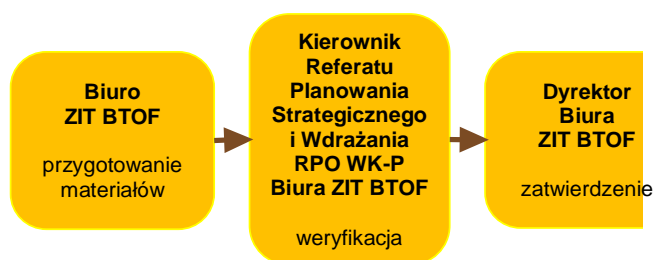 Biuro
ZIT BTOF
przygotowanie
materiałów
Kierownik
Referatu
Planowania
Strategicznego
i Wdrażania
RPO WK-P
Biura ZIT BTOF
weryfikacja
Dyrektor
Biura
ZIT BTOF
zatwierdzenie